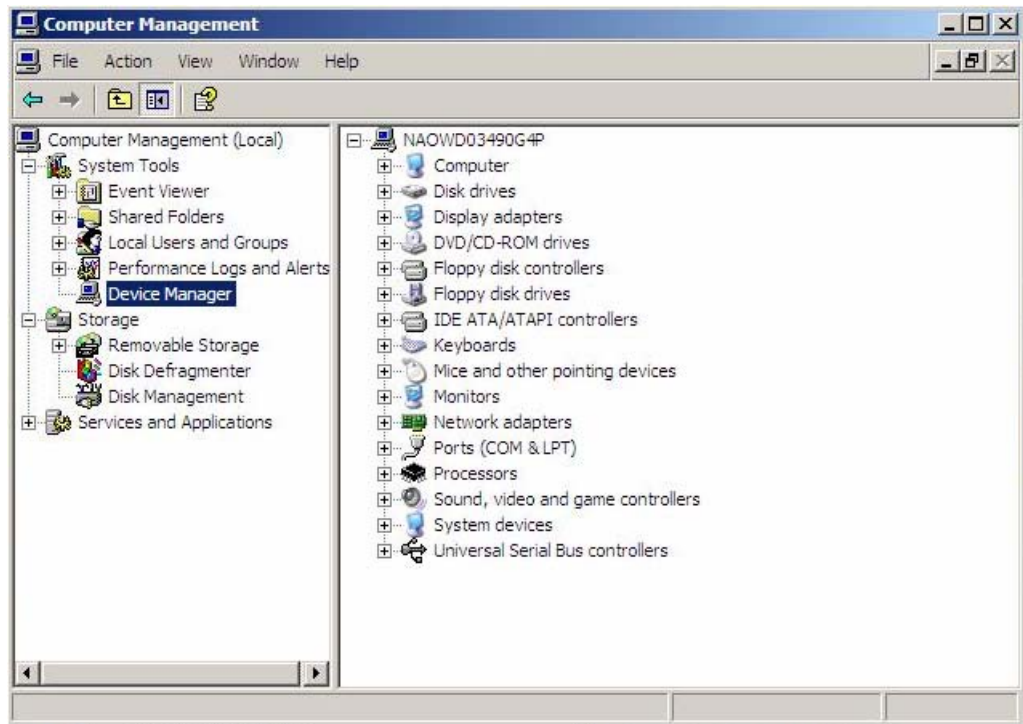 Computer Management
File Action View Window Help
Computer Management (Local)
System Tools
Event Viewer
Shared Folders
Local Users and Groups
Performance Logs and Alerts
Device Manager
Storage
Removable Storage
Disk Defragmenter
Disk Management
Services and Applications
NAOWD03490G4P
Computer
Disk drives
Display adapters
DVD/CD-ROM drives
Floppy disk controllers
Floppy disk drives
IDE ATA/ATAPI controllers
Keyboards
Mice and other pointing devices
Monitors
Network adapters
Ports (COM & LPT)
Processors
Sound, video and game controllers
System devices
Universal Serial Bus controllers